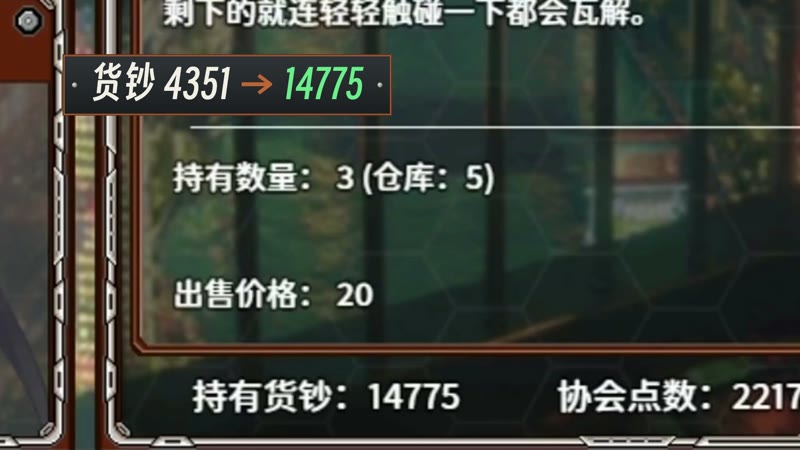 剩下的就连轻轻触碰一下都会瓦解。
货钞 4351 → 14775
持有数量： 3 (仓库：5)
出售价格： 20
持有货钞：14775
协会点数：2217